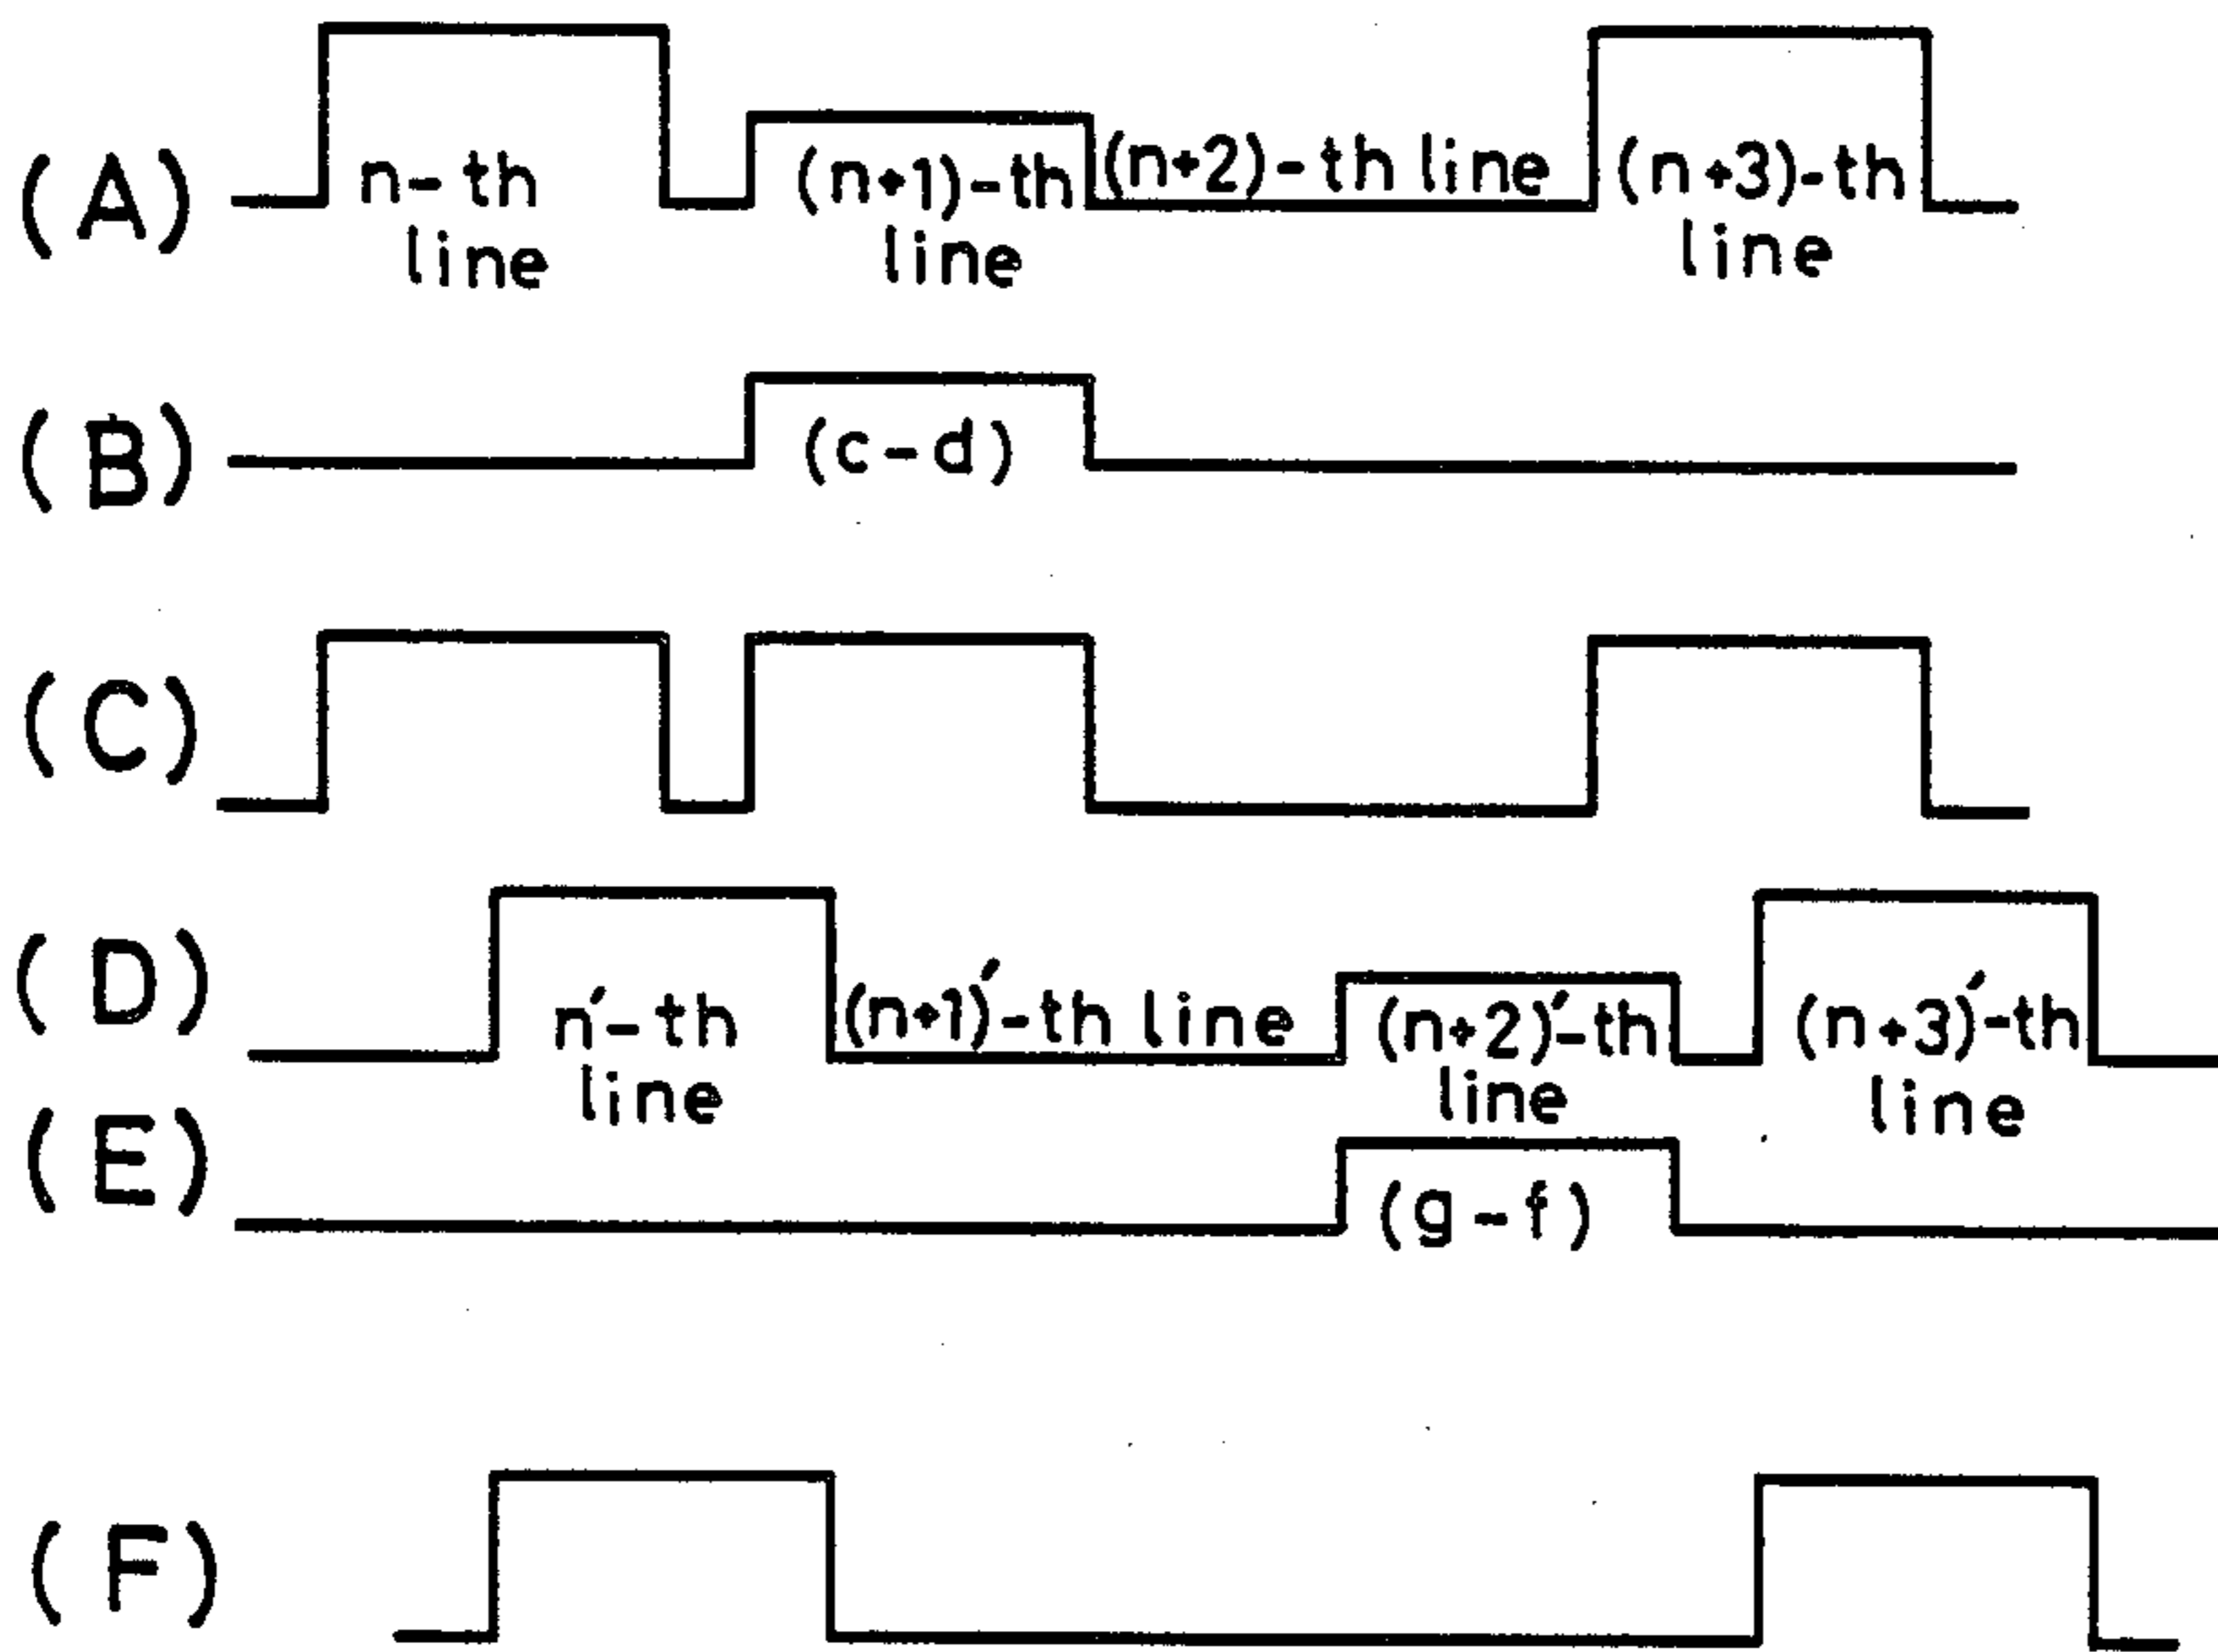 (A)
n-th
line
(n+1)-th
line
(n+2)-th line
(n+3)-th
line
(B)
(c-d)
(C)
(D)
n′-th
line
(n+1)′-th line
(n+2)′-th
line
(n+3)′-th
line
(E)
(g-f)
(F)